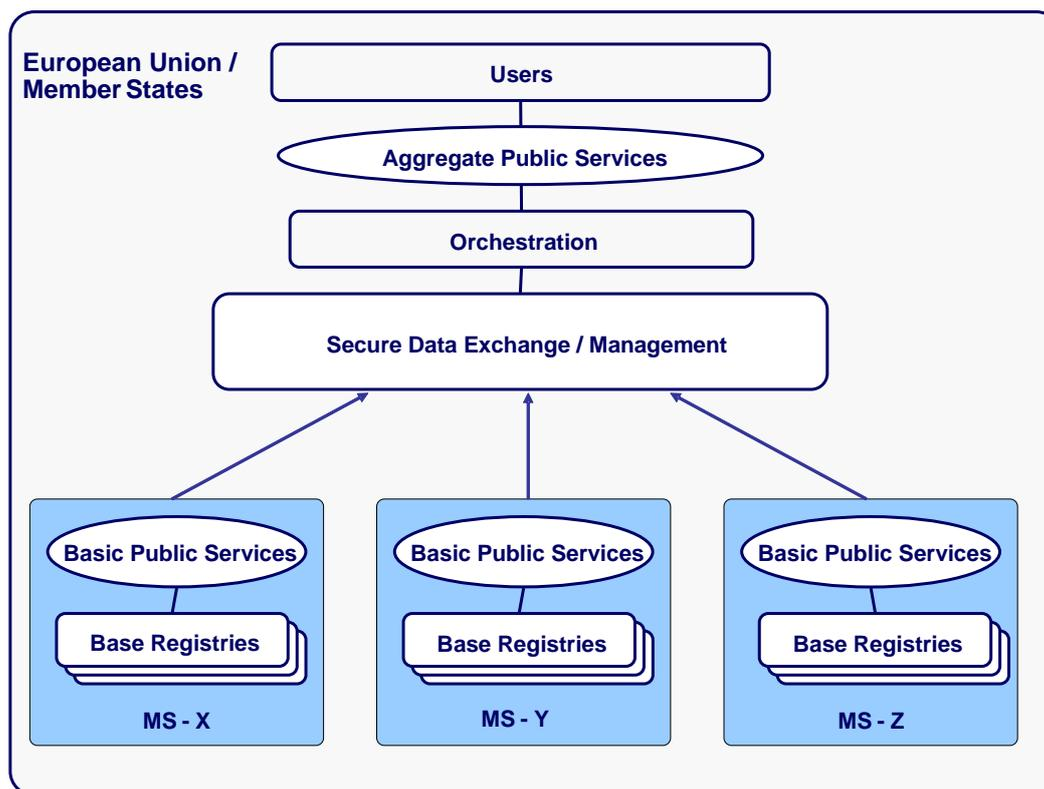 European Union /
Member States
Users
Aggregate Public Services
Orchestration
Secure Data Exchange / Management
Basic Public Services
Base Registries
MS - X
Basic Public Services
Base Registries
MS - Y
Basic Public Services
Base Registries
MS - Z